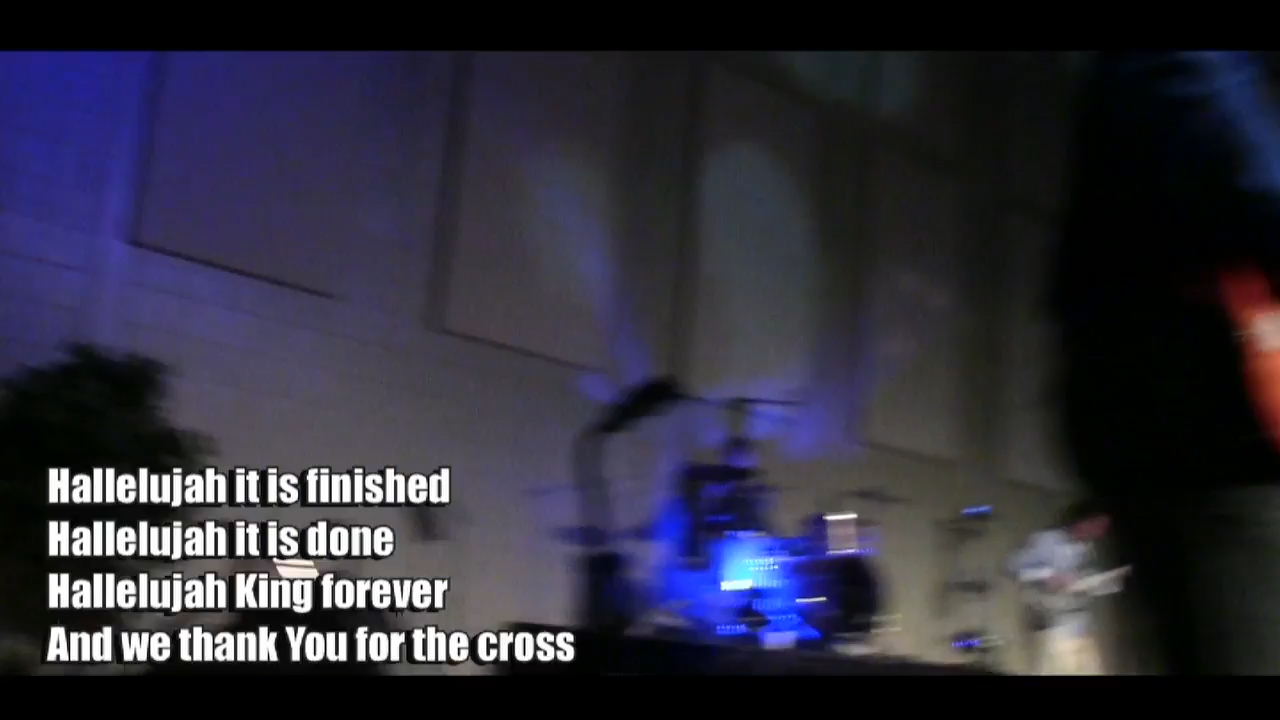 Hallelujah it is finished
Hallelujah it is done
Hallelujah King forever
And we thank You for the cross